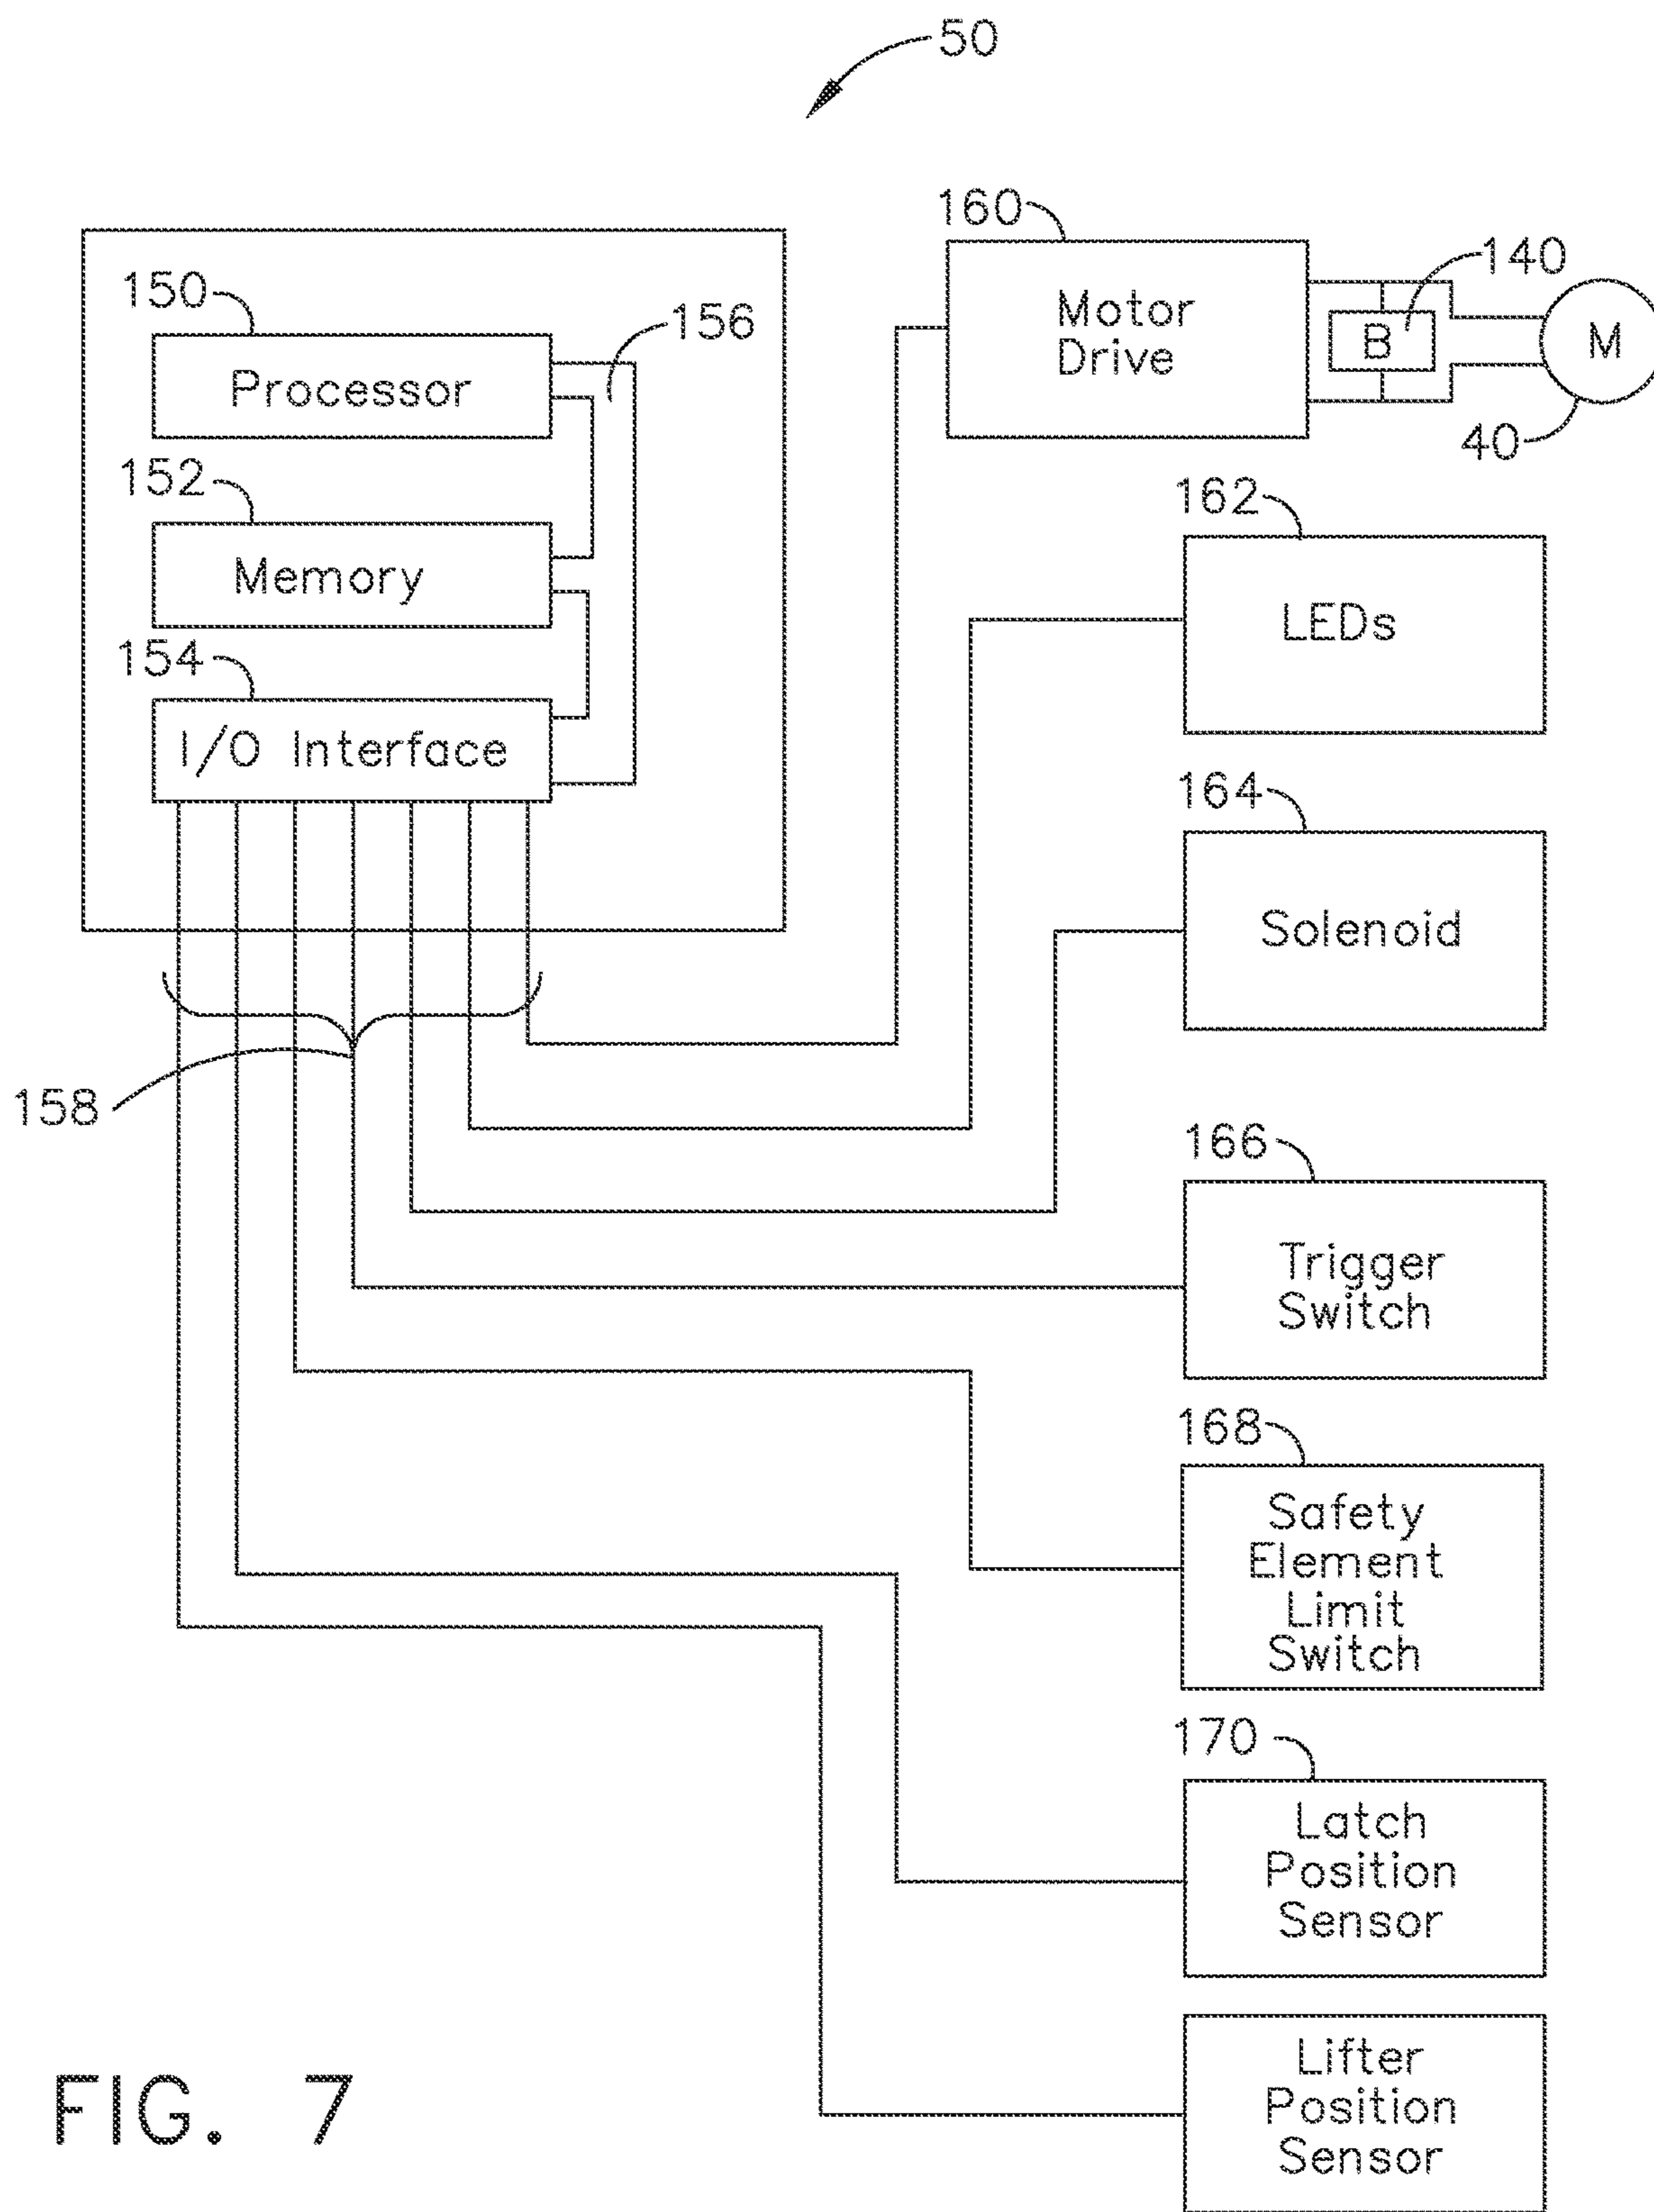 50
160
140
Motor
Drive
B
M
40
150
156
Processor
152
Memory
154
I/O Interface
158
162
LEDs
164
Solenoid
166
Trigger
Switch
168
Safety
Element
Limit
Switch
170
Latch
Position
Sensor
Lifter
Position
Sensor
FIG. 7